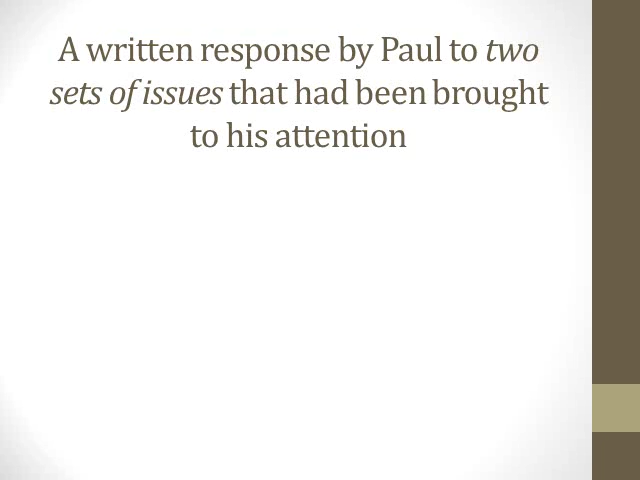 A written response by Paul to two
sets of issues that had been brought
to his attention